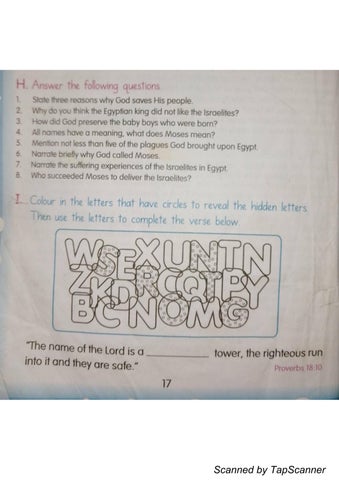 H. Answer the following questions.
1. State three reasons why God saves His people.
2. Why do you think the Egyptian king did not like the Israelites?
3. How did God preserve the baby boys who were born?
4. All names have a meaning, what does Moses mean?
5. Mention not less than five of the plagues God brought upon Egypt.
6. Narrate briefly why God called Moses.
7. Narrate the suffering experiences of the Israelites in Egypt.
8. Who succeeded Moses to deliver the Israelites?
I. Colour in the letters that have circles to reveal the hidden letters.
Then use the letters to complete the verse below
WSEXUNTN
ZKDRCQTPY
BCNOMG
"The name of the Lord is a ____________ tower, the righteous run
into it and they are safe."
Proverbs 18:10
17
Scanned by TapScanner